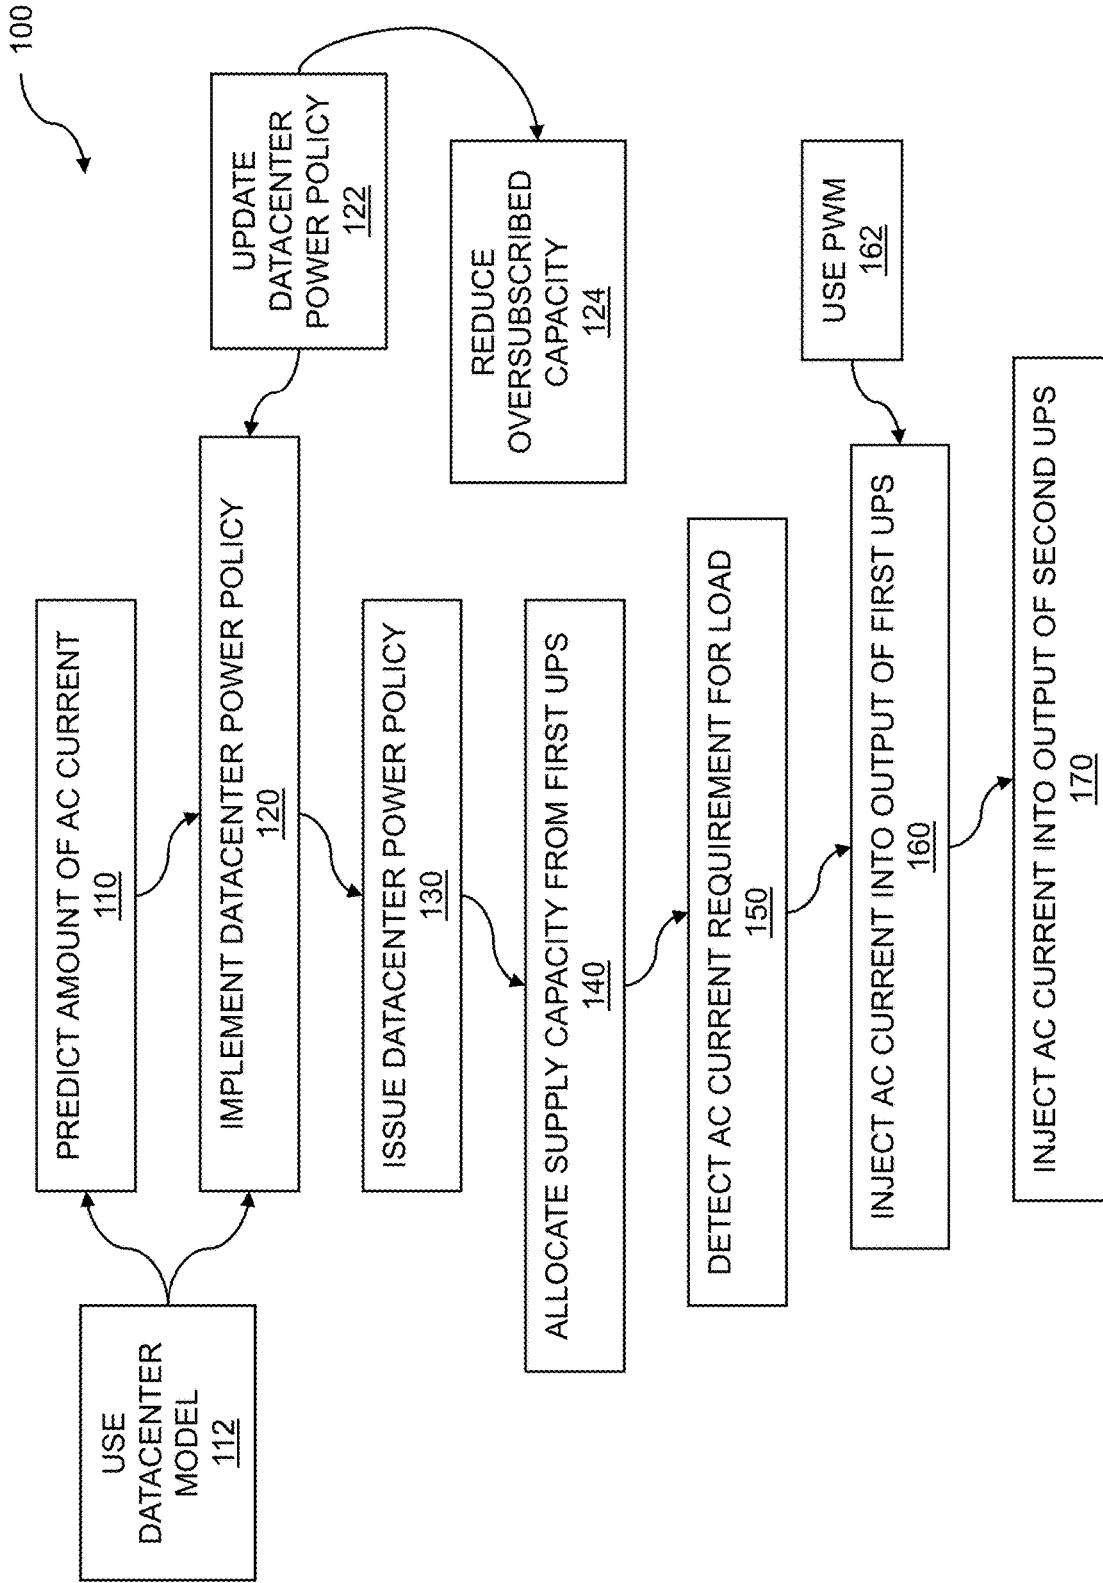 100
USE
DATACENTER
MODEL
112
PREDICT AMOUNT OF AC CURRENT
110
IMPLEMENT DATACENTER POWER POLICY
120
UPDATE
DATACENTER
POWER POLICY
122
ISSUE DATACENTER POWER POLICY
130
REDUCE
OVERSUBSCRIBED
CAPACITY
124
ALLOCATE SUPPLY CAPACITY FROM FIRST UPS
140
DETECT AC CURRENT REQUIREMENT FOR LOAD
150
USE PWM
162
INJECT AC CURRENT INTO OUTPUT OF FIRST UPS
160
INJECT AC CURRENT INTO OUTPUT OF SECOND UPS
170